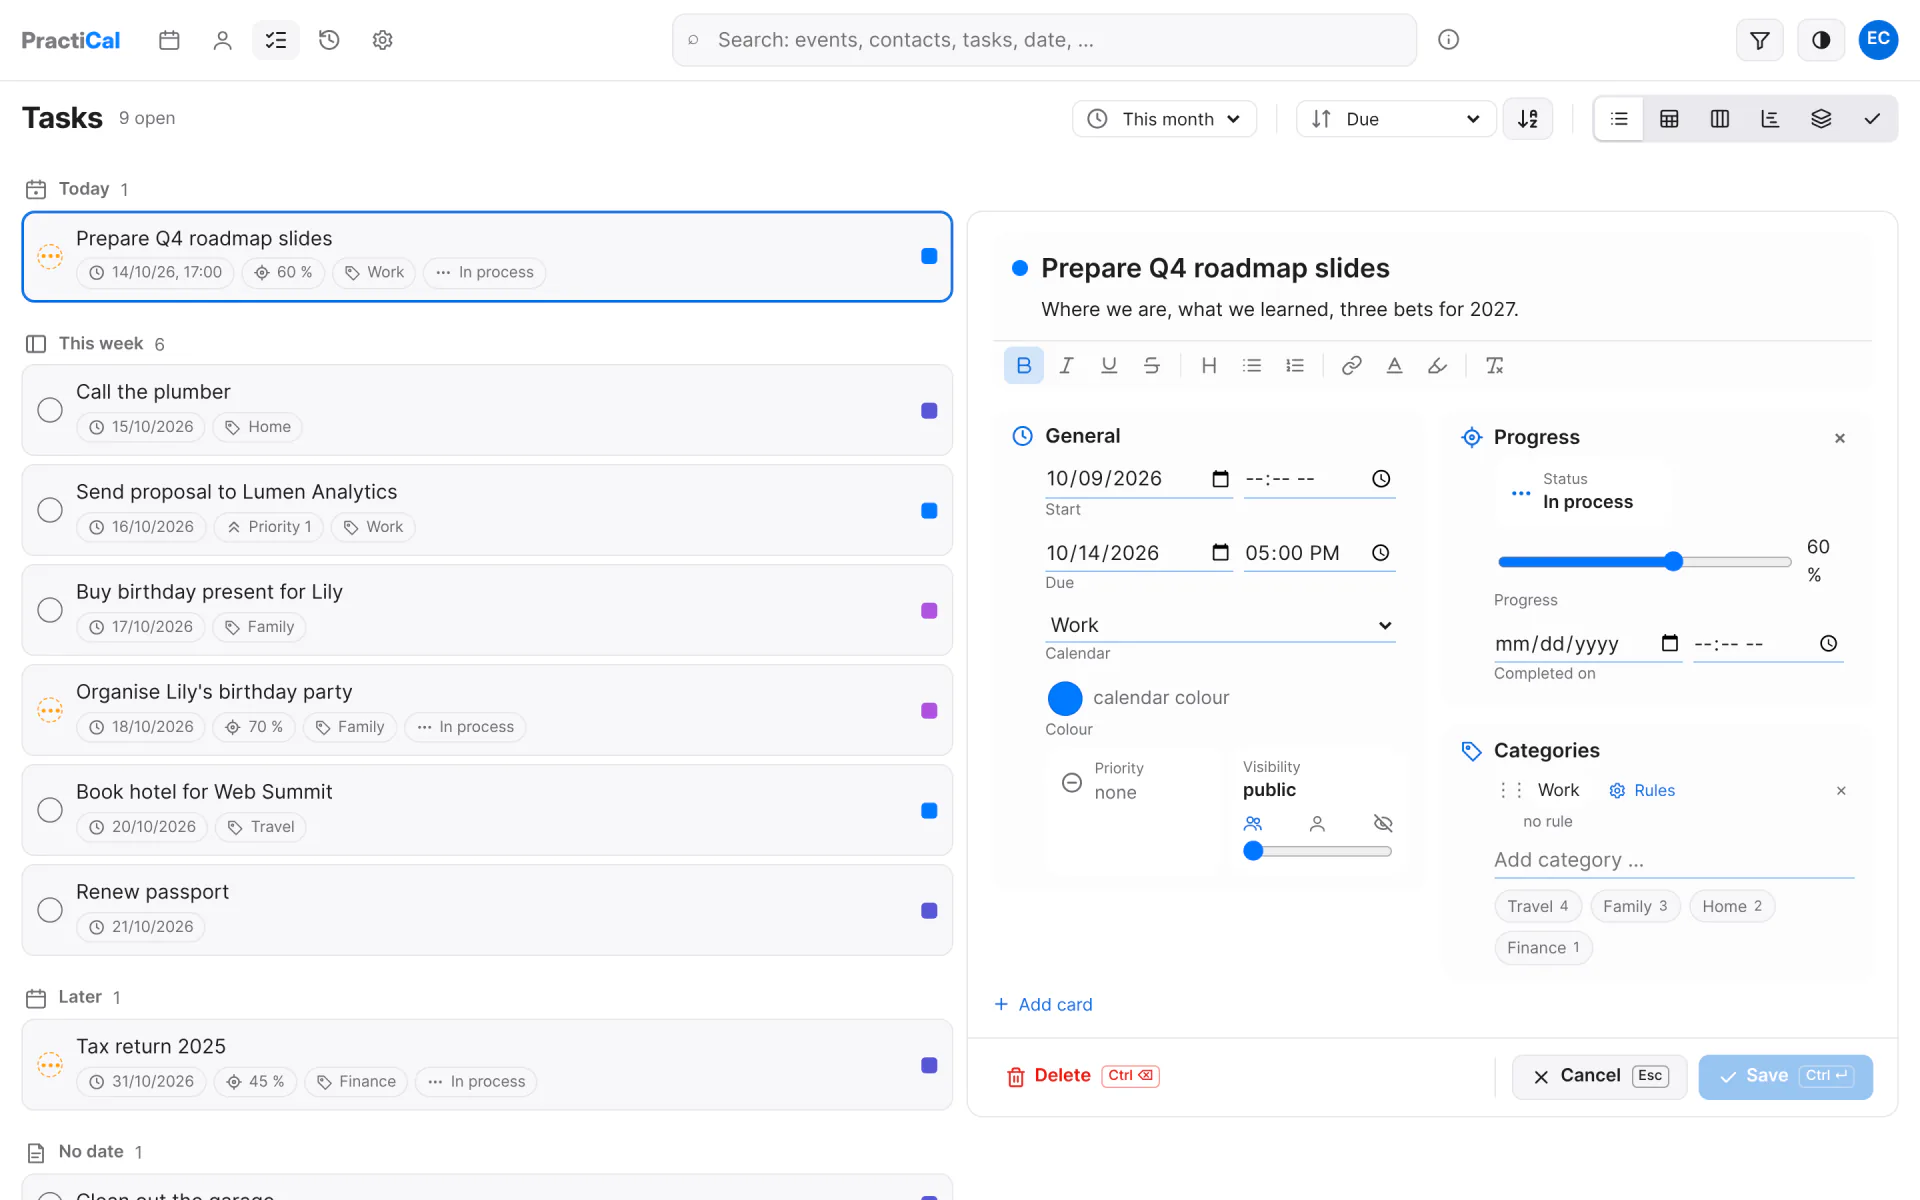 PractiCal
Search: events, contacts, tasks, date, ...
EC
Tasks 9 open
This month
Due
Today 1
Prepare Q4 roadmap slides
14/10/26, 17:00 60 % Work In process
This week 6
Call the plumber
15/10/2026 Home
Send proposal to Lumen Analytics
16/10/2026 Priority 1 Work
Buy birthday present for Lily
17/10/2026 Family
Organise Lily's birthday party
18/10/2026 70 % Family In process
Book hotel for Web Summit
20/10/2026 Travel
Renew passport
21/10/2026
Later 1
Tax return 2025
31/10/2026 45 % Finance In process
No date 1
Clean out the garage
Prepare Q4 roadmap slides
Where we are, what we learned, three bets for 2027.
B I U S H A
General
10/09/2026 --:-- --
Start
10/14/2026 05:00 PM
Due
Work
Calendar
calendar colour
Colour
Priority
none
Visibility
public
Progress
Status
In process
60
%
Progress
mm/dd/yyyy --:-- --
Completed on
Categories
Work Rules
no rule
Add category ...
Travel 4 Family 3 Home 2
Finance 1
+ Add card
Delete Ctrl ⌫
Cancel Esc
Save Ctrl ↵